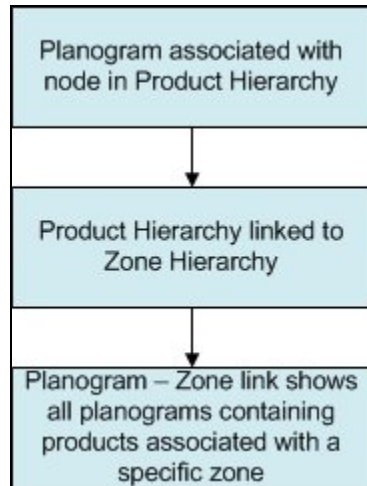 Planogram associated with
node in Product Hierarchy
Product Hierarchy linked to
Zone Hierarchy
Planogram – Zone link shows
all planograms containing
products associated with a
specific zone